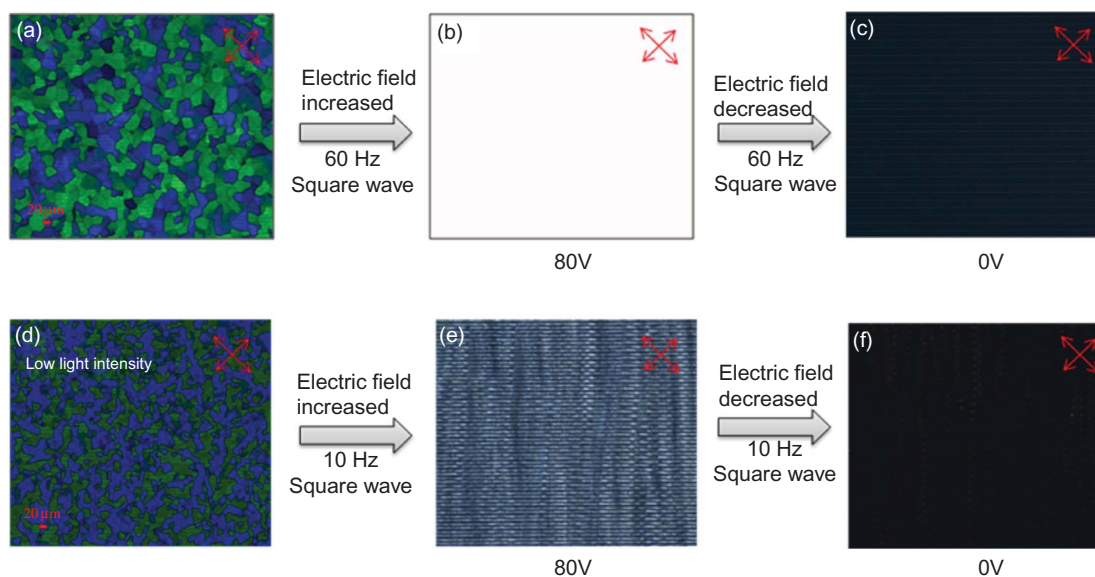 (a)
20 μm
Electric field
increased
60 Hz
Square wave
(b)
80V
Electric field
decreased
60 Hz
Square wave
(c)
0V
(d)
Low light intensity
20 μm
Electric field
increased
10 Hz
Square wave
(e)
80V
Electric field
decreased
10 Hz
Square wave
(f)
0V